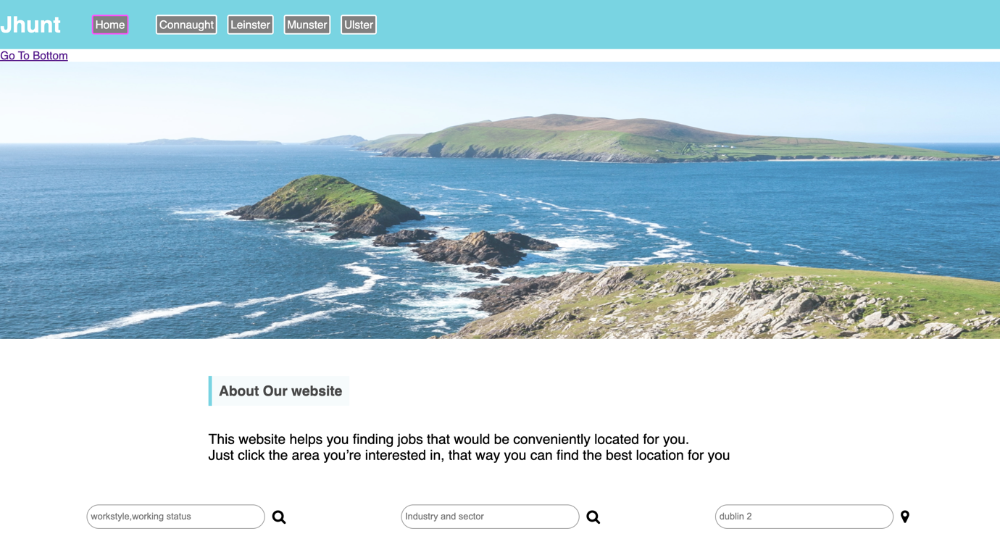 Jhunt
Home Connaught Leinster Munster Ulster
Go To Bottom
About Our website
This website helps you finding jobs that would be conveniently located for you.
Just click the area you’re interested in, that way you can find the best location for you
workstyle,working status
Industry and sector
dublin 2